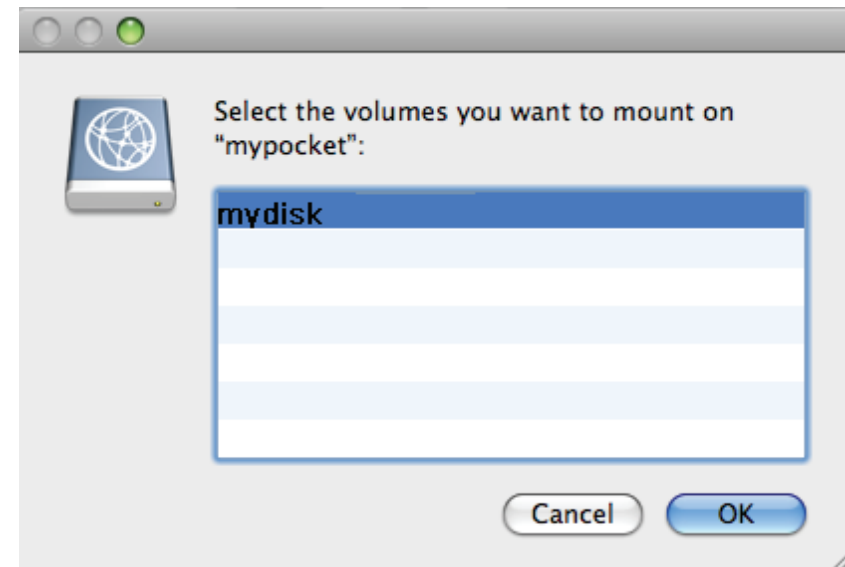 Select the volumes you want to mount on
“mypocket”:
mydisk
Cancel
OK